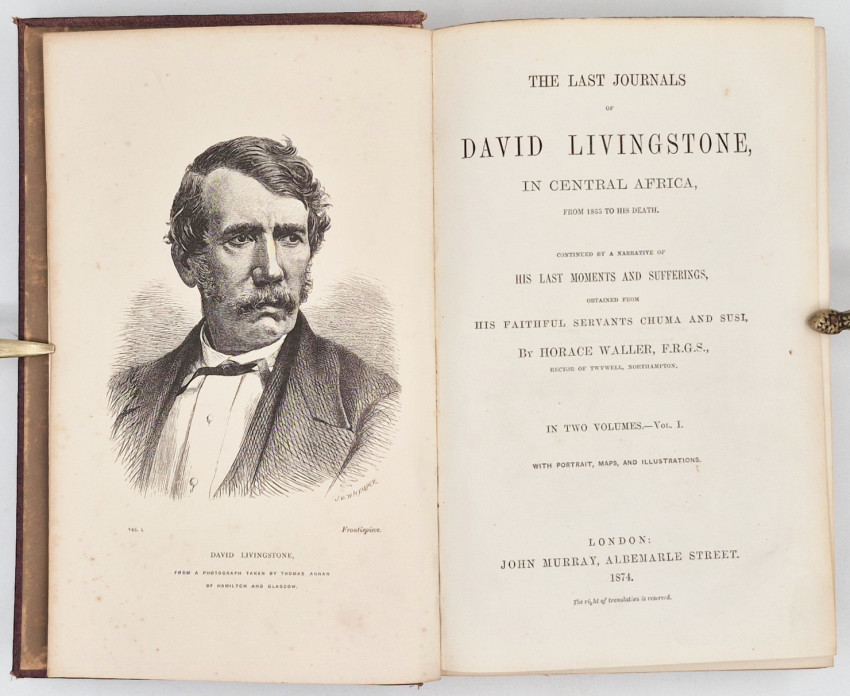 J. W. WHYMPER
VOL. I.
Frontispiece.
DAVID LIVINGSTONE,
FROM A PHOTOGRAPH TAKEN BY THOMAS ANNAN
OF HAMILTON AND GLASGOW.
THE LAST JOURNALS
OF
DAVID LIVINGSTONE,
IN CENTRAL AFRICA,
FROM 1865 TO HIS DEATH.
CONTINUED BY A NARRATIVE OF
HIS LAST MOMENTS AND SUFFERINGS,
OBTAINED FROM
HIS FAITHFUL SERVANTS CHUMA AND SUSI,
BY HORACE WALLER, F.R.G.S.,
RECTOR OF TWYWELL, NORTHAMPTON.
IN TWO VOLUMES.—VOL. I.
WITH PORTRAIT, MAPS, AND ILLUSTRATIONS.
LONDON:
JOHN MURRAY, ALBEMARLE STREET.
1874.
The right of translation is reserved.